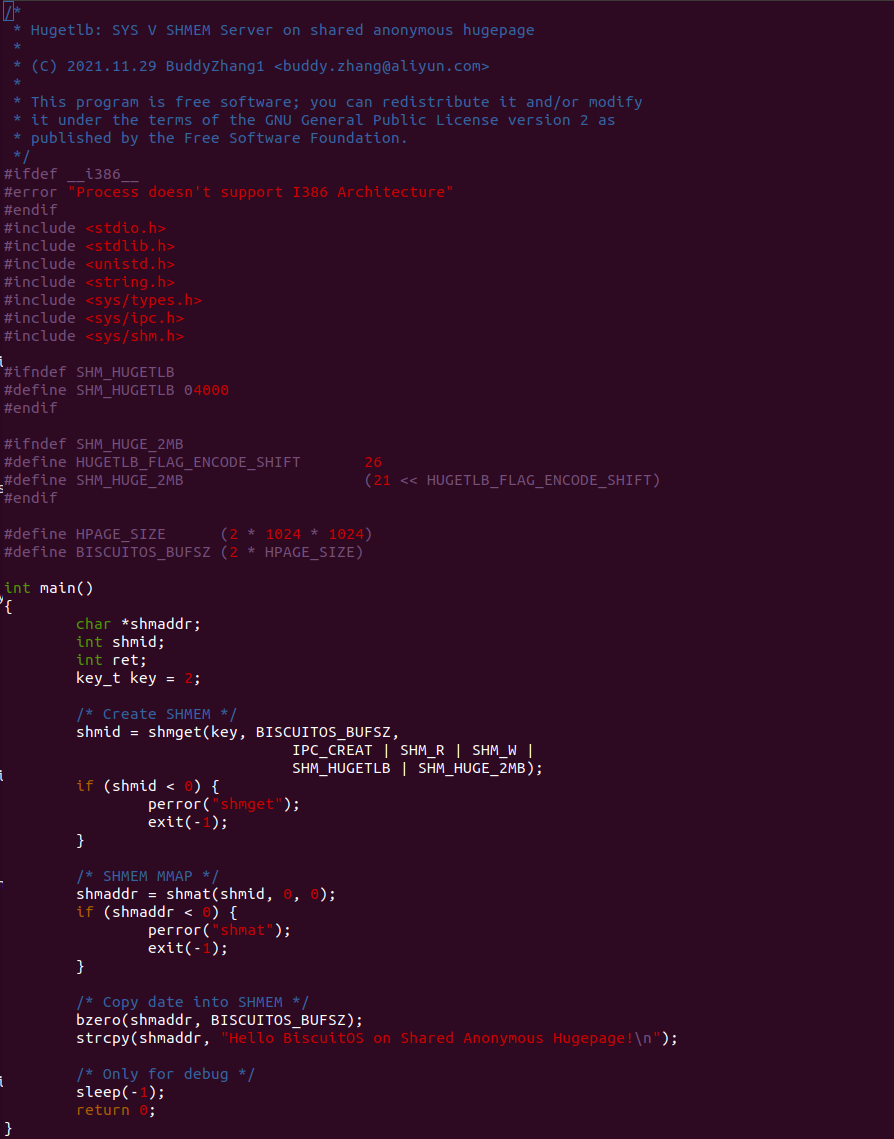 /*
 * Hugetlb: SYS V SHMEM Server on shared anonymous hugepage
 *
 * (C) 2021.11.29 BuddyZhang1 <buddy.zhang@aliyun.com>
 *
 * This program is free software; you can redistribute it and/or modify
 * it under the terms of the GNU General Public License version 2 as
 * published by the Free Software Foundation.
 */
#ifdef __i386__
#error "Process doesn't support I386 Architecture"
#endif
#include <stdio.h>
#include <stdlib.h>
#include <unistd.h>
#include <string.h>
#include <sys/types.h>
#include <sys/ipc.h>
#include <sys/shm.h>

#ifndef SHM_HUGETLB
#define SHM_HUGETLB 04000
#endif

#ifndef SHM_HUGE_2MB
#define HUGETLB_FLAG_ENCODE_SHIFT       26
#define SHM_HUGE_2MB                    (21 << HUGETLB_FLAG_ENCODE_SHIFT)
#endif

#define HPAGE_SIZE      (2 * 1024 * 1024)
#define BISCUITOS_BUFSZ (2 * HPAGE_SIZE)

int main()
{
        char *shmaddr;
        int shmid;
        int ret;
        key_t key = 2;

        /* Create SHMEM */
        shmid = shmget(key, BISCUITOS_BUFSZ,
                                IPC_CREAT | SHM_R | SHM_W |
                                SHM_HUGETLB | SHM_HUGE_2MB);
        if (shmid < 0) {
                perror("shmget");
                exit(-1);
        }

        /* SHMEM MMAP */
        shmaddr = shmat(shmid, 0, 0);
        if (shmaddr < 0) {
                perror("shmat");
                exit(-1);
        }

        /* Copy date into SHMEM */
        bzero(shmaddr, BISCUITOS_BUFSZ);
        strcpy(shmaddr, "Hello BiscuitOS on Shared Anonymous Hugepage!\n");

        /* Only for debug */
        sleep(-1);
        return 0;
}